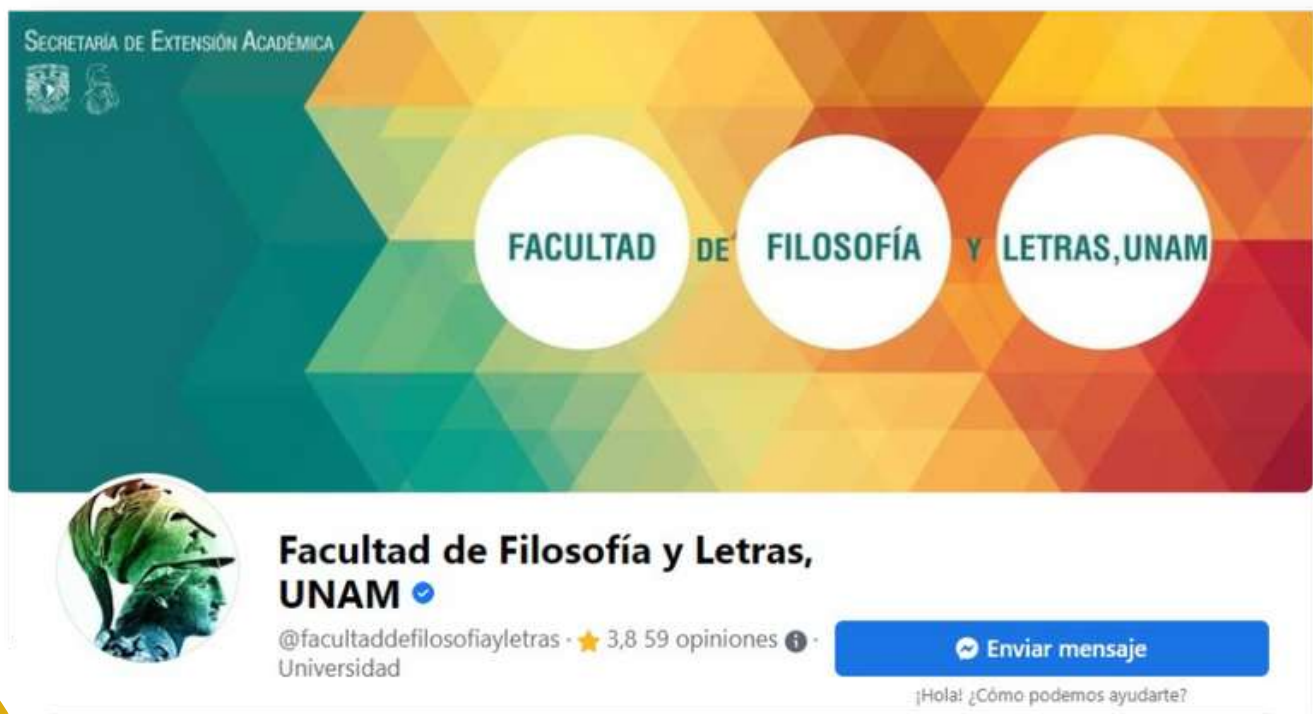 SECRETARÍA DE EXTENSIÓN ACADÉMICA
FACULTAD DE FILOSOFÍA Y LETRAS,UNAM
Facultad de Filosofía y Letras,
UNAM
@facultaddefilosofiayletras · 3,8 59 opiniones ·
Universidad
Enviar mensaje
¡Hola! ¿Cómo podemos ayudarte?